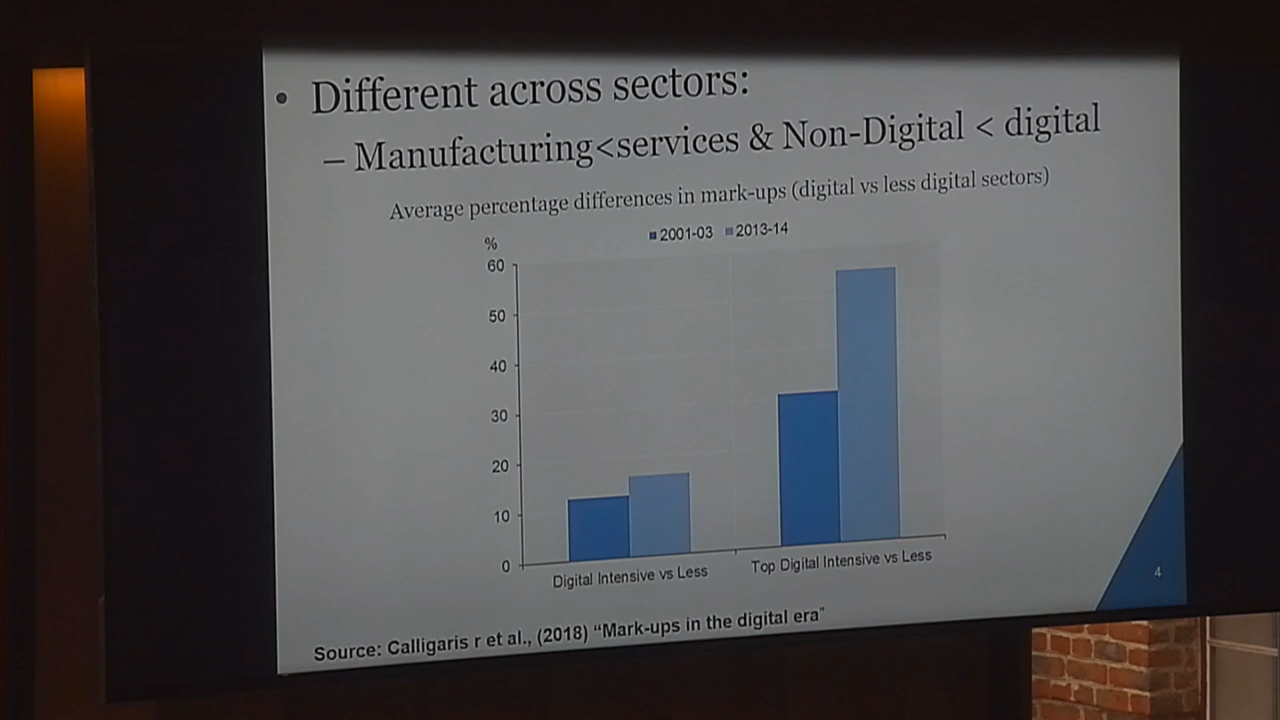 • Different across sectors:
– Manufacturing<services & Non-Digital < digital
Average percentage differences in mark-ups (digital vs less digital sectors)
%
2001-03 2013-14
60
50
40
30
20
10
0
Digital Intensive vs Less
Top Digital Intensive vs Less
4
Source: Calligaris r et al., (2018) “Mark-ups in the digital era”